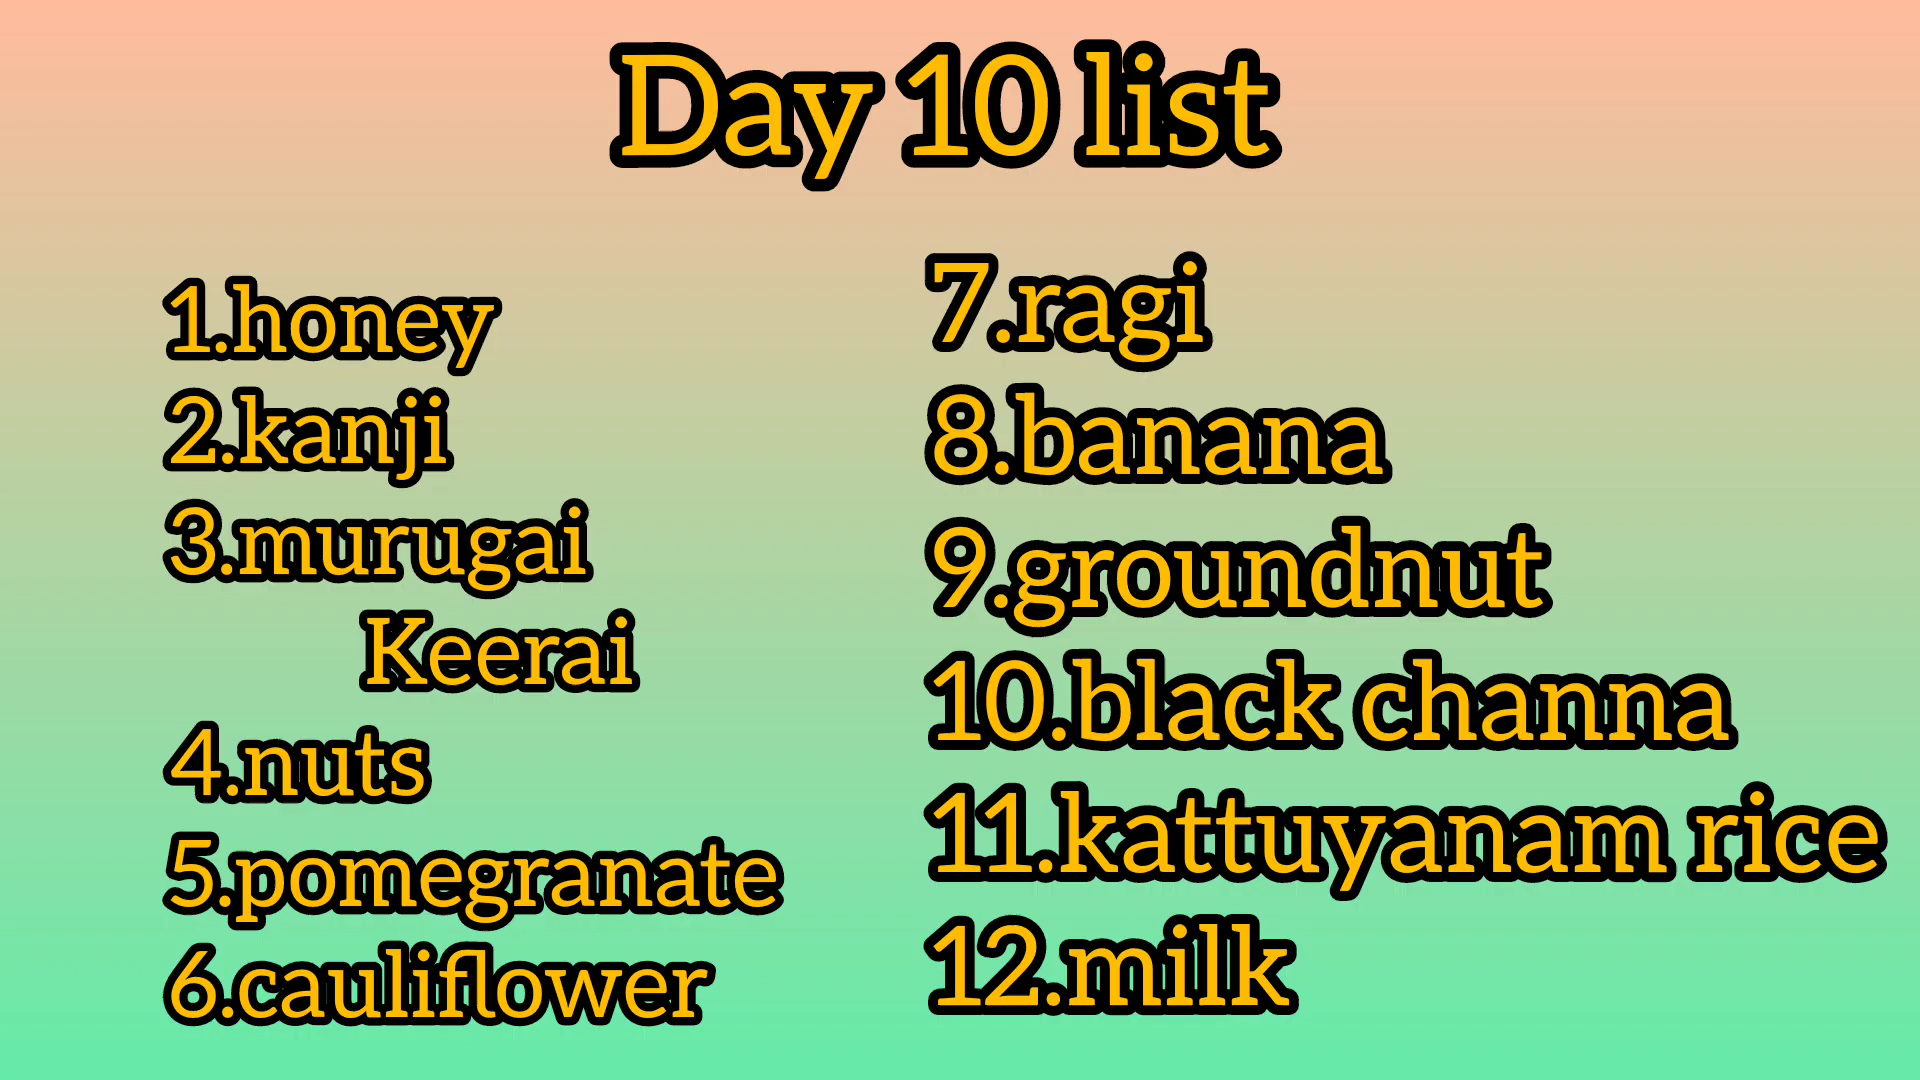 Day 10 list
1.honey
2.kanji
3.murugai
Keerai
4.nuts
5.pomegranate
6.cauliflower
7.ragi
8.banana
9.groundnut
10.black channa
11.kattuyanam rice
12.milk